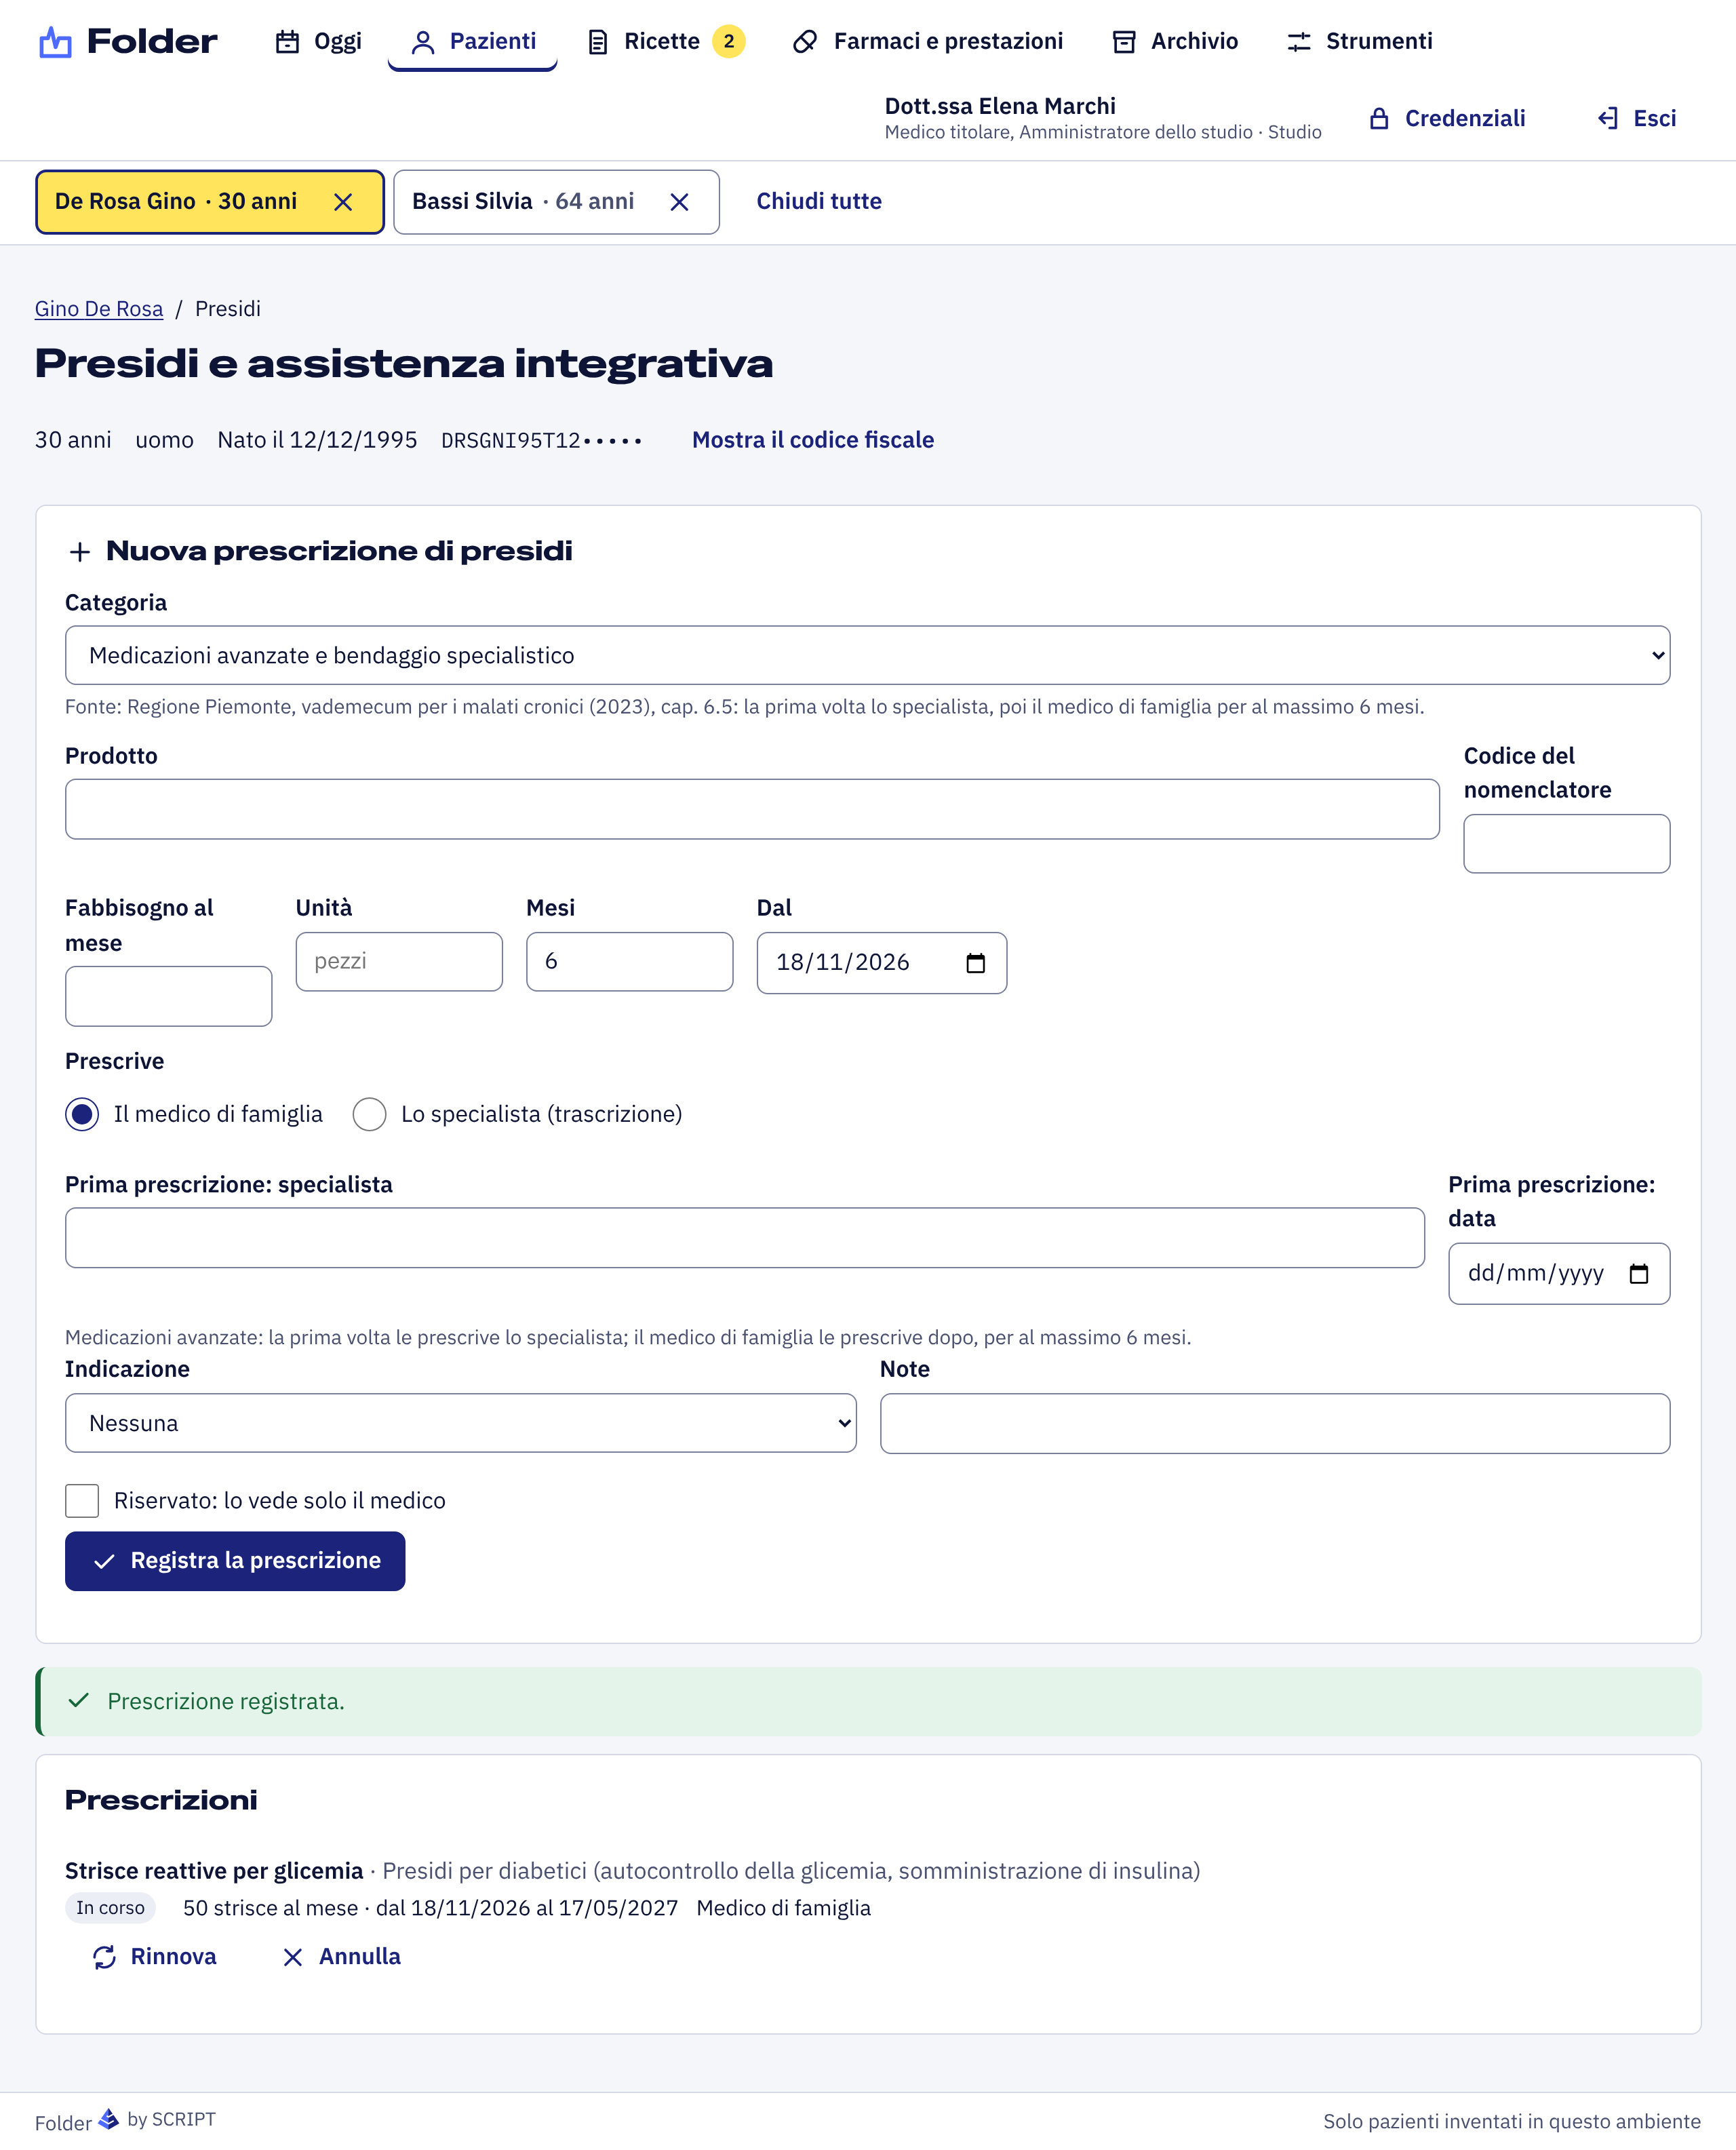 Folder
Oggi
Pazienti
Ricette 2
Farmaci e prestazioni
Archivio
Strumenti
Dott.ssa Elena Marchi
Medico titolare, Amministratore dello studio · Studio
Credenziali
Esci
De Rosa Gino · 30 anni
Bassi Silvia · 64 anni
Chiudi tutte
Gino De Rosa / Presidi
Presidi e assistenza integrativa
30 anni uomo Nato il 12/12/1995 DRSGNI95T12••••• Mostra il codice fiscale
Nuova prescrizione di presidi
Categoria
Medicazioni avanzate e bendaggio specialistico
Fonte: Regione Piemonte, vademecum per i malati cronici (2023), cap. 6.5: la prima volta lo specialista, poi il medico di famiglia per al massimo 6 mesi.
Prodotto
Codice del
nomenclatore
Fabbisogno al
mese
Unità
pezzi
Mesi
6
Dal
18/11/2026
Prescrive
Il medico di famiglia
Lo specialista (trascrizione)
Prima prescrizione: specialista
Prima prescrizione:
data
dd/mm/yyyy
Medicazioni avanzate: la prima volta le prescrive lo specialista; il medico di famiglia le prescrive dopo, per al massimo 6 mesi.
Indicazione
Nessuna
Note
Riservato: lo vede solo il medico
Registra la prescrizione
Prescrizione registrata.
Prescrizioni
Strisce reattive per glicemia · Presidi per diabetici (autocontrollo della glicemia, somministrazione di insulina)
In corso 50 strisce al mese · dal 18/11/2026 al 17/05/2027 Medico di famiglia
Rinnova
Annulla
Folder by SCRIPT
Solo pazienti inventati in questo ambiente